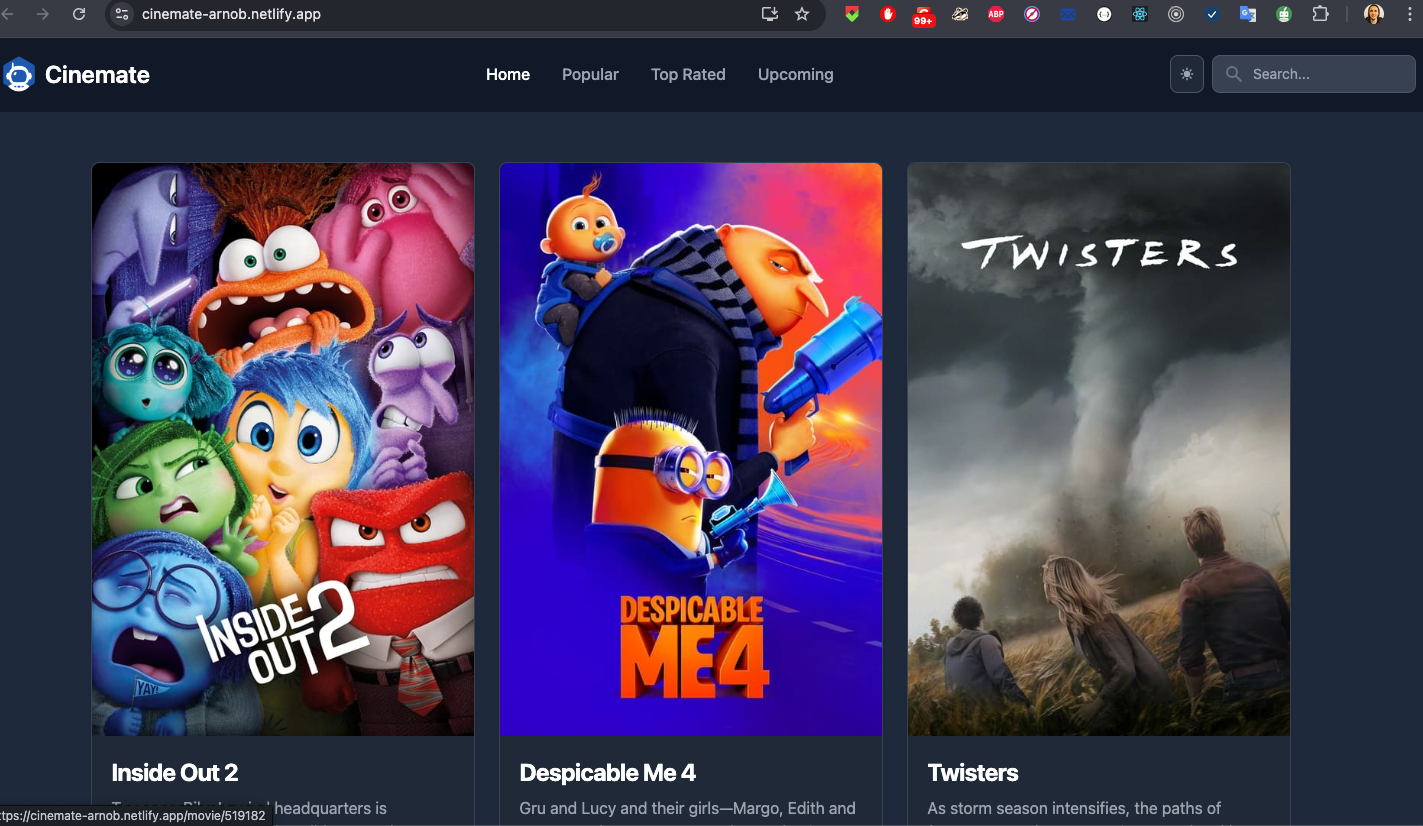 cinemate-arnob.netlify.app
99+
ABP
Cinemate
Home
Popular
Top Rated
Upcoming
Search...
YAY!
INSIDE
OUT 2
DESPICABLE
ME 4
TWISTERS
Inside Out 2
headquarters is
Despicable Me 4
Gru and Lucy and their girls—Margo, Edith and
Twisters
As storm season intensifies, the paths of
ttps://cinemate-arnob.netlify.app/movie/519182